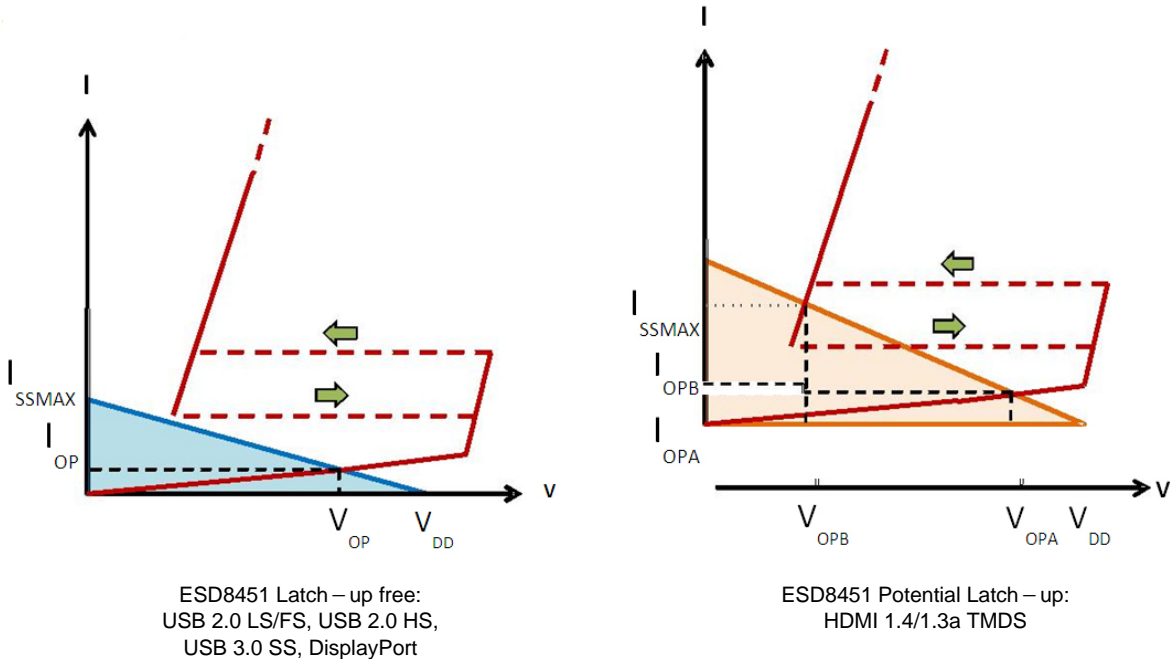 I
I
SSMAX
I
OP
V
OP
V
DD
V
ESD8451 Latch – up free:
USB 2.0 LS/FS, USB 2.0 HS,
USB 3.0 SS, DisplayPort
I
I
SSMAX
I
OPB
I
OPA
V
V
OPB
V
OPA
V
DD
ESD8451 Potential Latch – up:
HDMI 1.4/1.3a TMDS